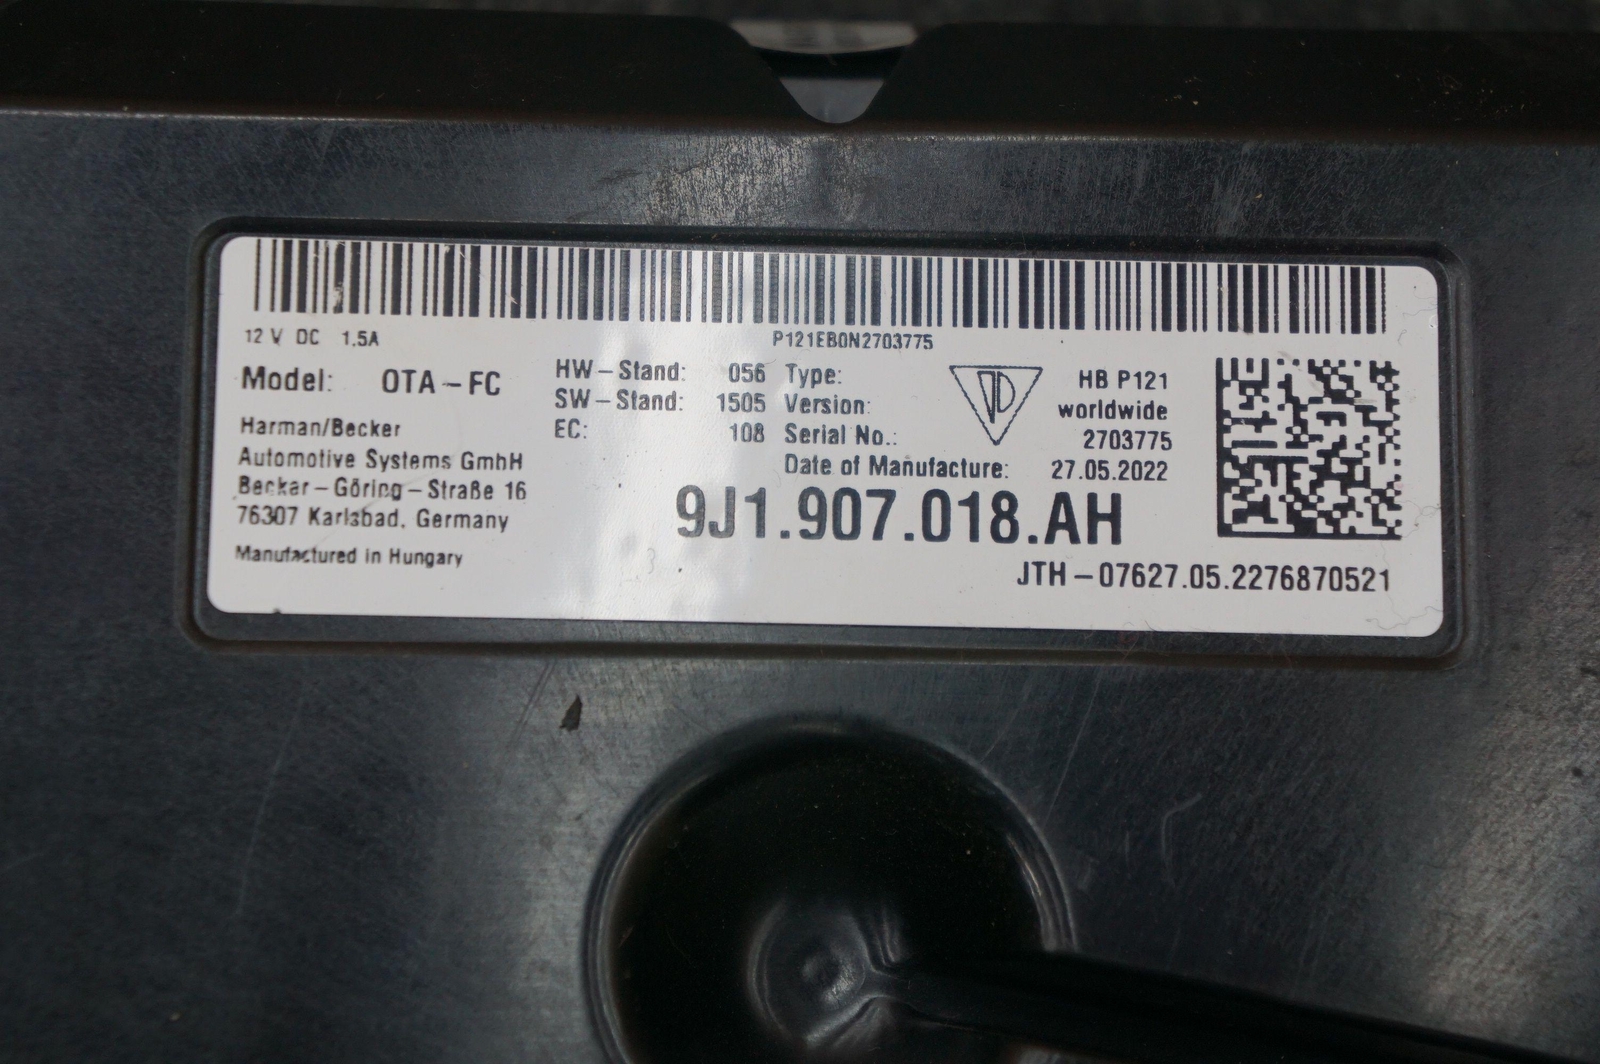 12 V DC 1.5A
P121EB0N2703775
Model: OTA-FC
HW-Stand: 056
SW-Stand: 1505
EC: 108
Type: HB P121
Version: worldwide
Serial No.: 2703775
Date of Manufacture: 27.05.2022
Harman/Becker
Automotive Systems GmbH
Becker-Göring-Straße 16
76307 Karlsbad, Germany
Manufactured in Hungary
9J1.907.018.AH
JTH-07627.05.2276870521